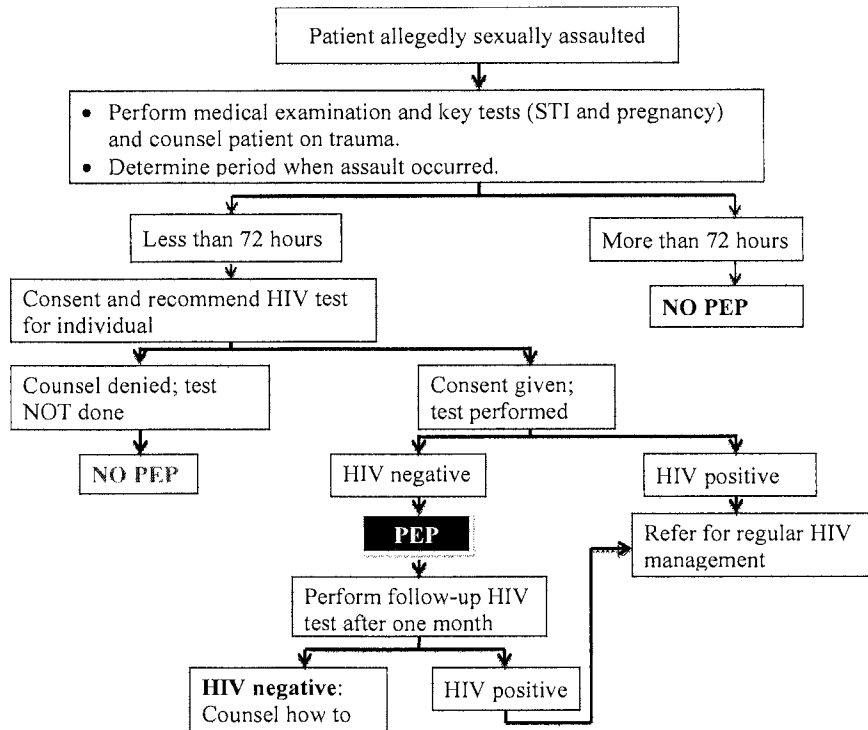 Patient allegedly sexually assaulted
• Perform medical examination and key tests (STI and pregnancy)
and counsel patient on trauma.
• Determine period when assault occurred.
Less than 72 hours
More than 72 hours
Consent and recommend HIV test
for individual
NO PEP
Counsel denied; test
NOT done
Consent given;
test performed
NO PEP
HIV negative
HIV positive
PEP
Refer for regular HIV
management
Perform follow-up HIV
test after one month
HIV negative:
Counsel how to
HIV positive